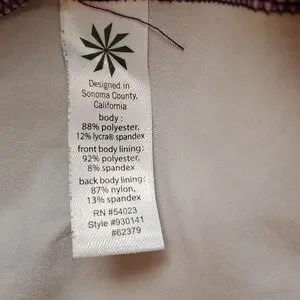 Designed in
Sonoma County,
California
body :
88% polyester,
12% lycra® spandex
front body lining:
92% polyester,
8% spandex
back body lining:
87% nylon,
13% spandex
RN #54023
Style #930141
#62379